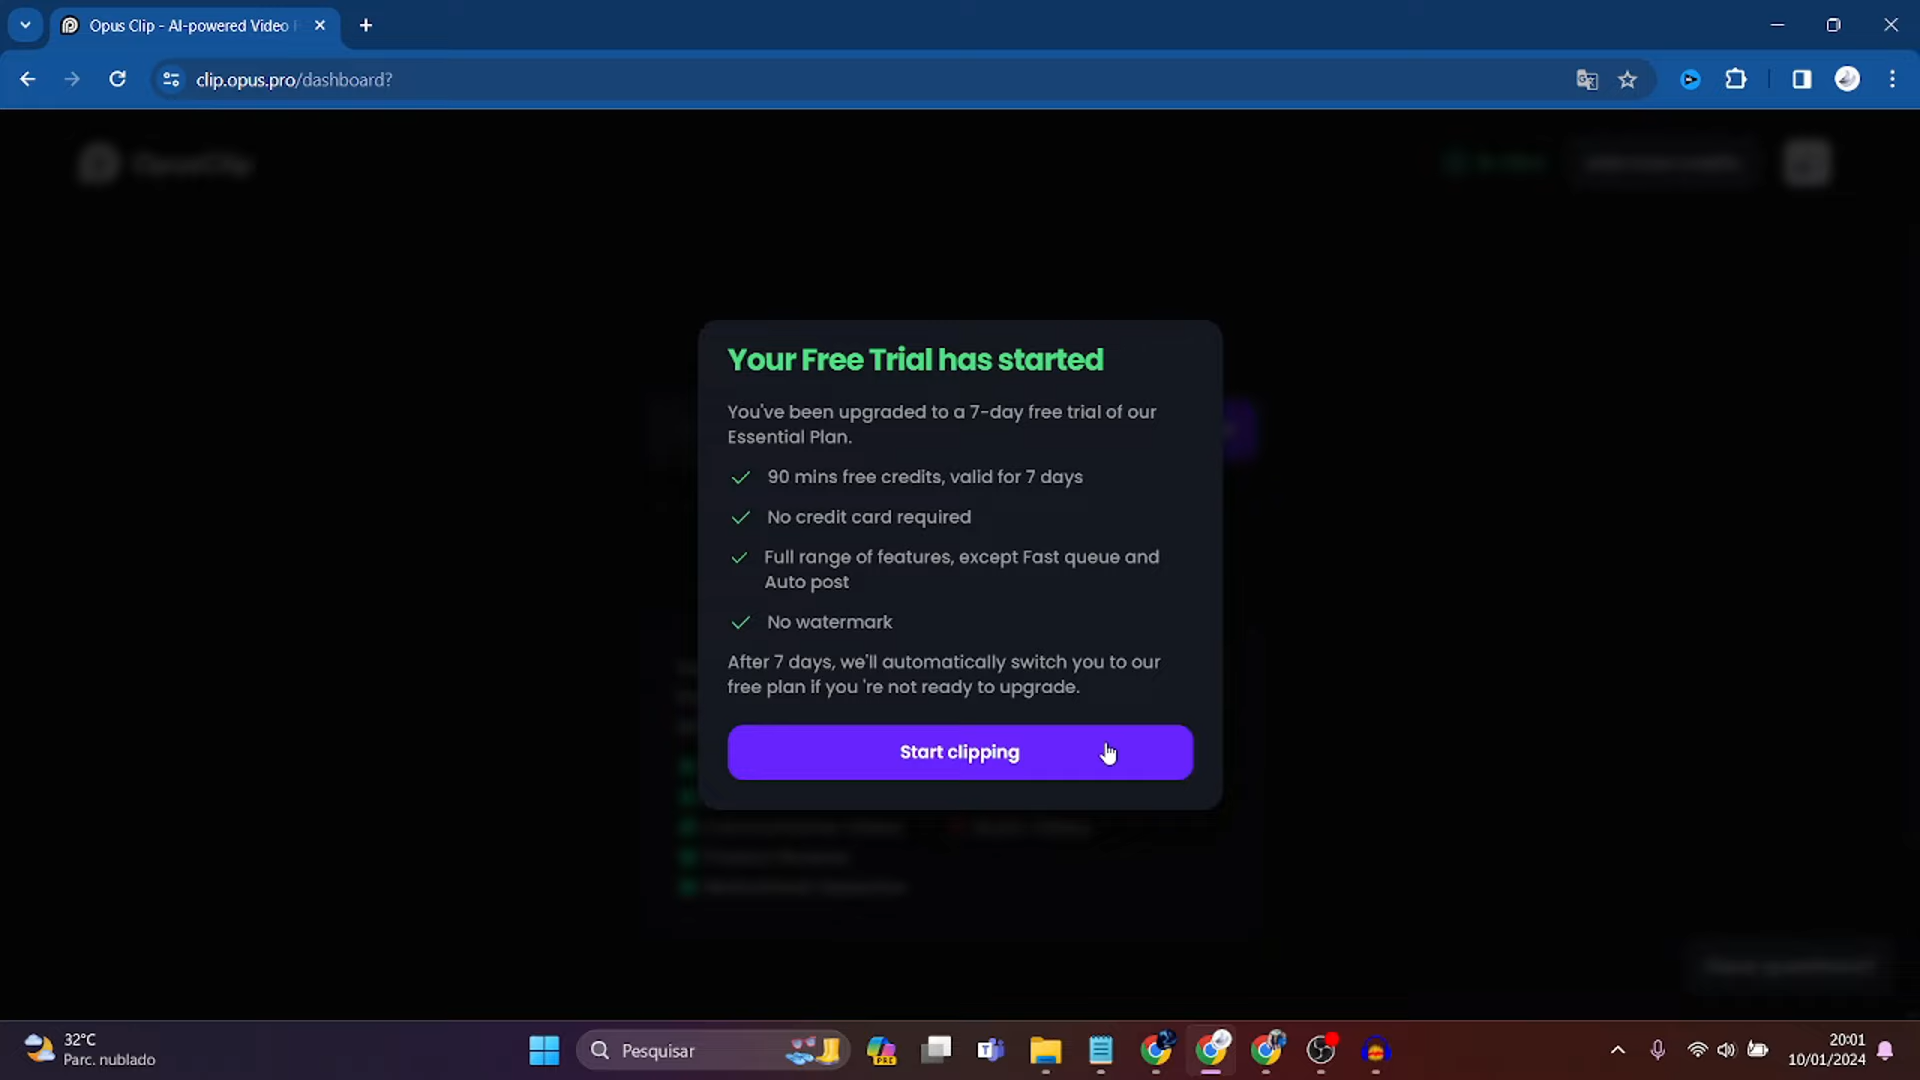 Opus Clip - AI-powered Video
clip.opus.pro/dashboard?
OpusClip
Your Free Trial has started
You've been upgraded to a 7-day free trial of our
Essential Plan.
90 mins free credits, valid for 7 days
No credit card required
Full range of features, except Fast queue and
Auto post
No watermark
After 7 days, we'll automatically switch you to our
free plan if you 're not ready to upgrade.
Start clipping
32°C
Parc. nublado
Pesquisar
PRE
20:01
10/01/2024